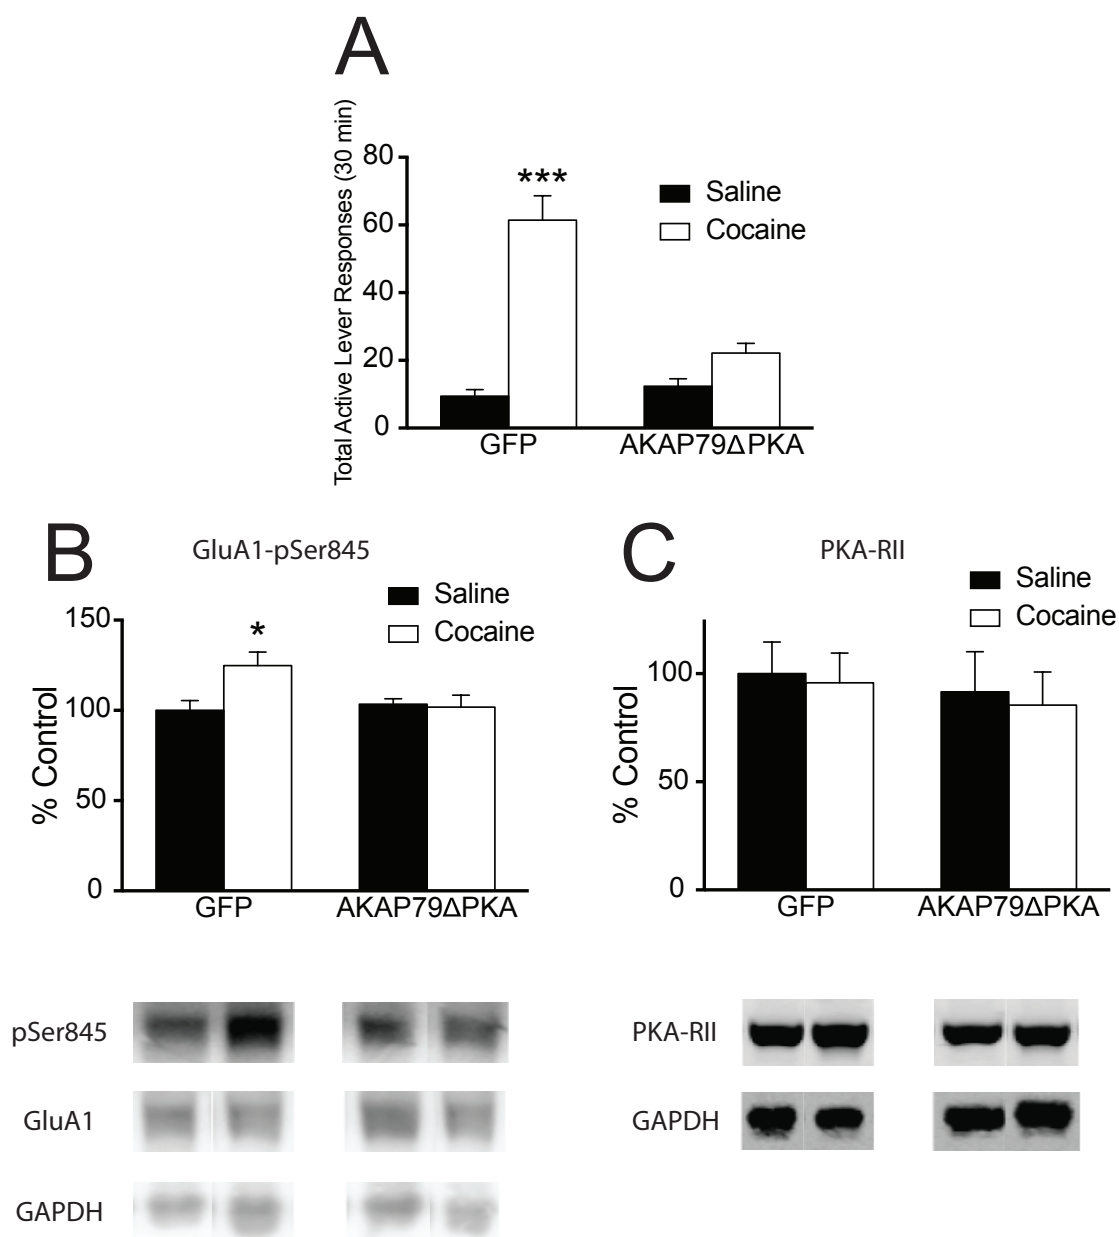 A
Total Active Lever Responses (30 min)
80
60
40
20
0
***
Saline
Cocaine
GFP
AKAP79ΔPKA
B
GluA1-pSer845
Saline
Cocaine
% Control
150
100
50
0
*
GFP
AKAP79ΔPKA
pSer845
GluA1
GAPDH
C
PKA-RII
Saline
Cocaine
% Control
100
50
0
GFP
AKAP79ΔPKA
PKA-RII
GAPDH